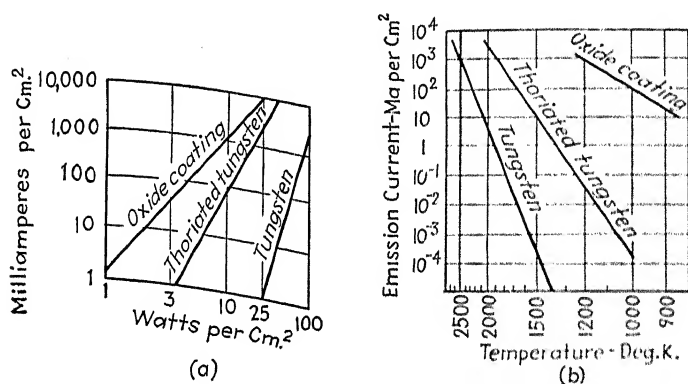 Milliamperes per Cm.²
10,000
1,000
100
10
1
Oxide coating
Thoriated tungsten
Tungsten
1
3
10
25
100
Watts per Cm.²
(a)
Emission Current-Ma per Cm²
10⁴
10³
10²
10
1
10⁻¹
10⁻²
10⁻³
10⁻⁴
Tungsten
Thoriated tungsten
Oxide coating
2500
2000
1500
1200
1000
900
Temperature - Deg.K.
(b)